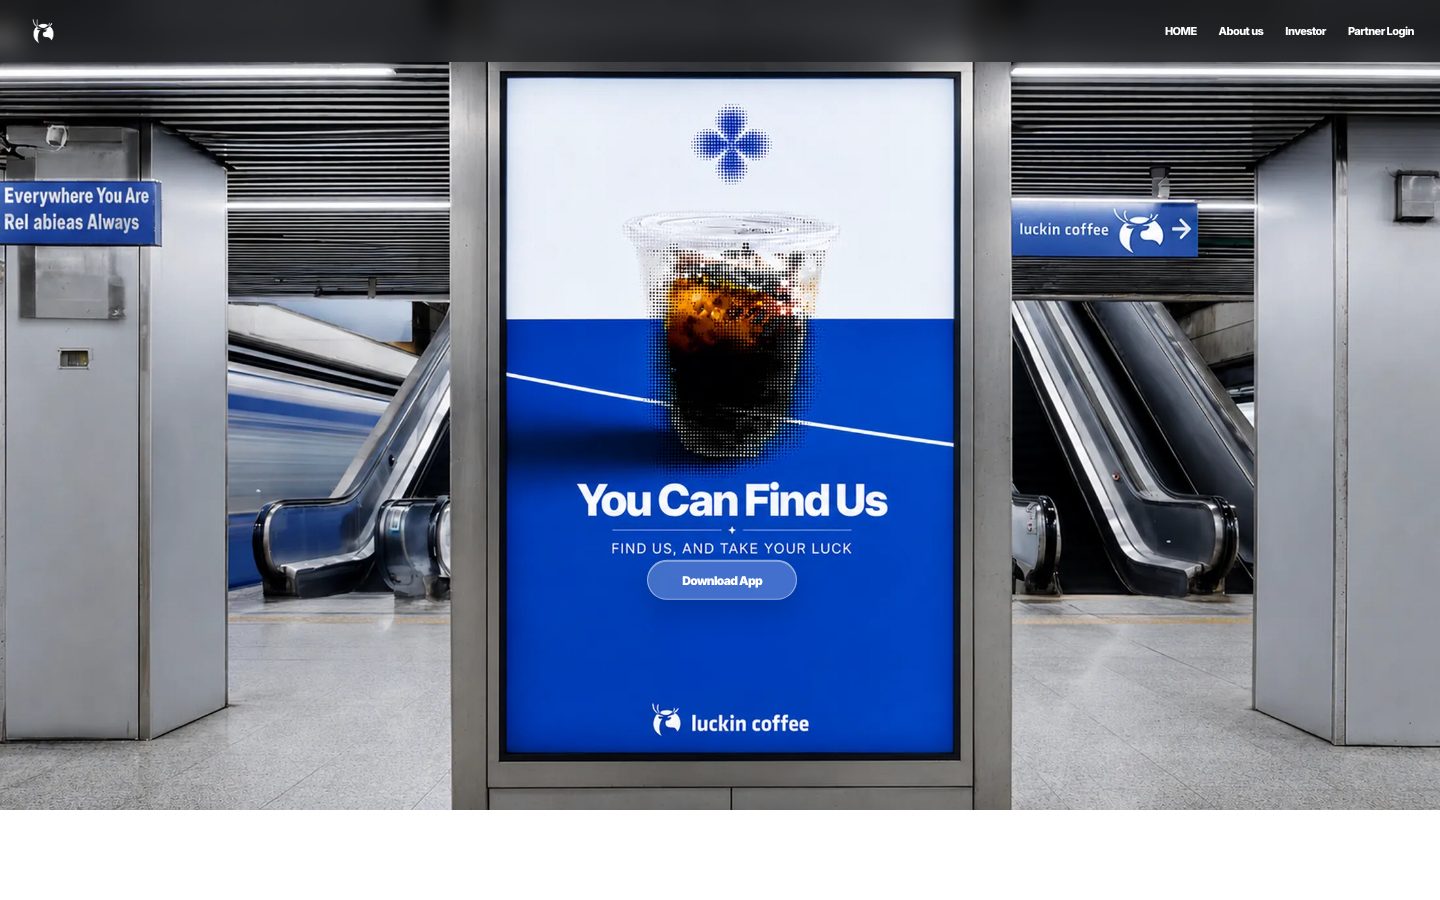 HOME About us Investor Partner Login
Everywhere You Are
Rel abieas Always
luckin coffee
You Can Find Us
FIND US, AND TAKE YOUR LUCK
Download App
luckin coffee